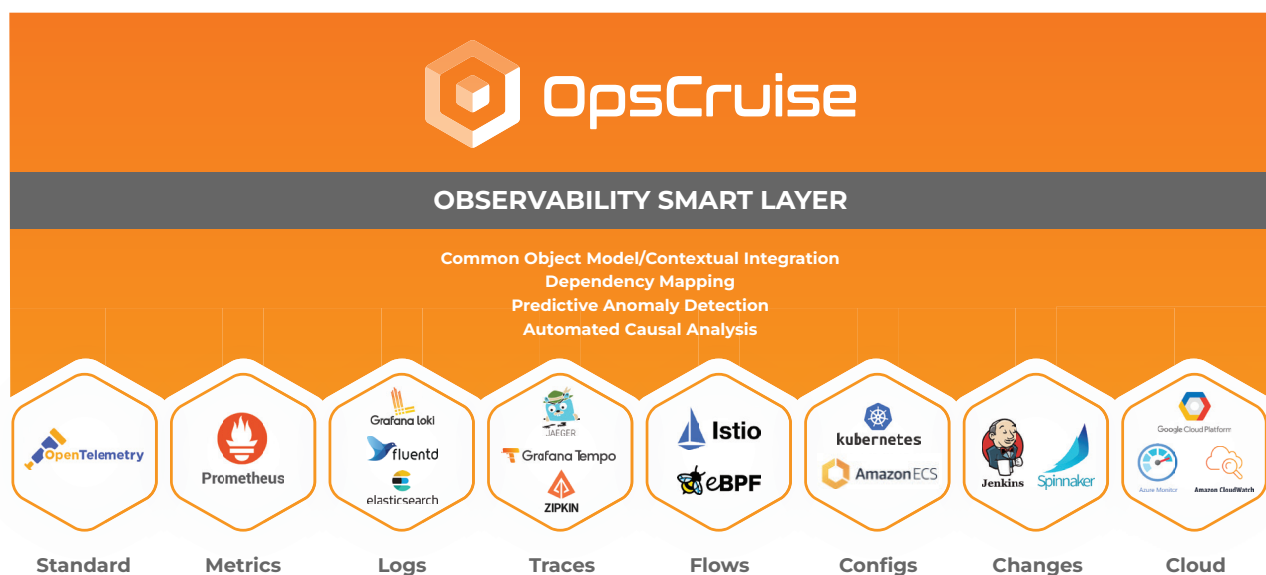 OpsCruise
OBSERVABILITY SMART LAYER
Common Object Model/Contextual Integration
Dependency Mapping
Predictive Anomaly Detection
Automated Causal Analysis
OpenTelemetry
Prometheus
Grafana loki
fluentd
elasticsearch
JAEGER
Grafana Tempo
ZIPKIN
Istio
eBPF
kubernetes
Amazon ECS
Jenkins
Spinnaker
Google Cloud Platform
Azure Monitor
Amazon CloudWatch
Standard
Metrics
Logs
Traces
Flows
Configs
Changes
Cloud